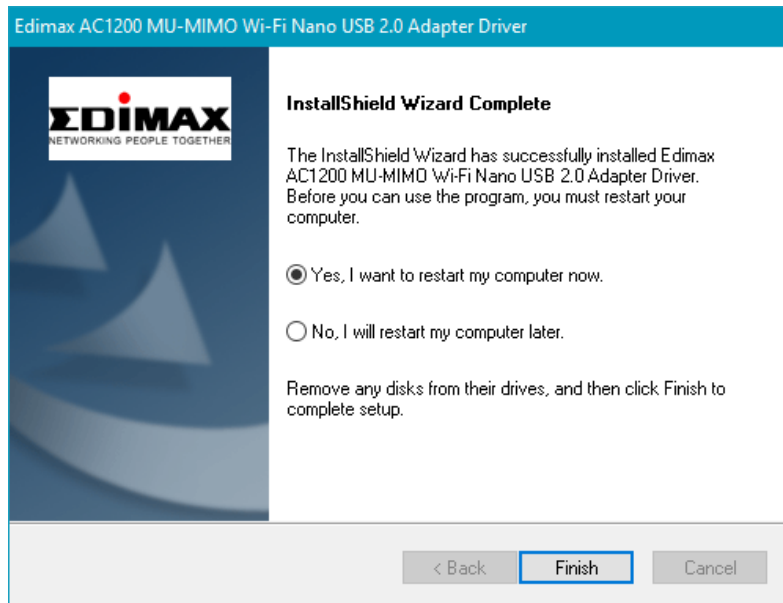 Edimax AC1200 MU-MIMO Wi-Fi Nano USB 2.0 Adapter Driver
EDIMAX
NETWORKING PEOPLE TOGETHER
InstallShield Wizard Complete
The InstallShield Wizard has successfully installed Edimax
AC1200 MU-MIMO Wi-Fi Nano USB 2.0 Adapter Driver.
Before you can use the program, you must restart your
computer.
Yes, I want to restart my computer now.
No, I will restart my computer later.
Remove any disks from their drives, and then click Finish to
complete setup.
< Back
Finish
Cancel